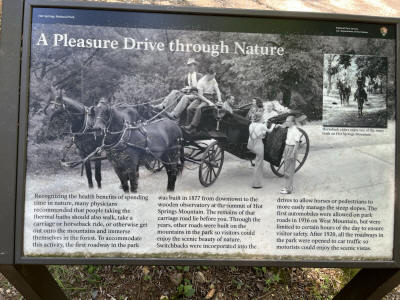 Hot Springs National Park
National Park Service
U.S. Department of the Interior
A Pleasure Drive through Nature
Horseback riders enjoy one of the many
trails on Hot Springs Mountain.
Recognizing the health benefits of spending
time in nature, many physicians
recommended that people taking the
thermal baths should also walk, take a
carriage or horseback ride, or otherwise get
out onto the mountains and immerse
themselves in the forest. To accommodate
this activity, the first roadway in the park
was built in 1877 from downtown to the
wooden observatory at the summit of Hot
Springs Mountain. The remains of that
carriage road lie before you. Through the
years, other roads were built on the
mountains in the park so visitors could
enjoy the scenic beauty of nature.
Switchbacks were incorporated into the
drives to allow horses or pedestrians to
more easily manage the steep slopes. The
first automobiles were allowed on park
roads in 1916 on West Mountain, but were
limited to certain hours of the day to ensure
visitor safety. After 1920, all the roadways in
the park were opened to car traffic so
motorists could enjoy the scenic vistas.